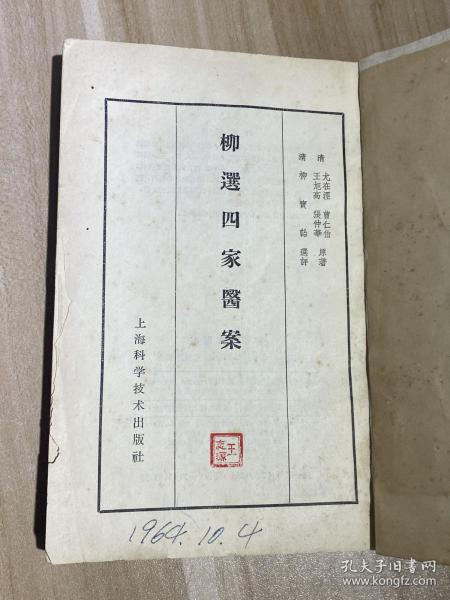 清 尤在涇 曹仁伯 王旭高 張仲華 原著
清 柳寶詒 選評
柳選四家醫案
上海科学技术出版社
王志源
1964.10.4
孔夫子旧书网
www.kongfz.com